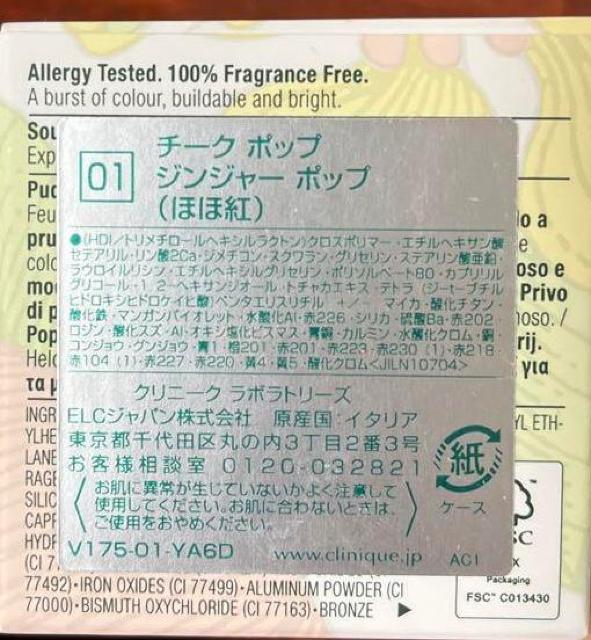 Allergy Tested. 100% Fragrance Free.
A burst of colour, buildable and bright.
01
チーク ポップ
ジンジャー ポップ
(ほほ紅)
●(HDI/トリメチロールヘキシルラクトン)クロスポリマー・エチルヘキサン酸
セテアリル・リン酸2Ca・ジメチコン・スクワラン・グリセリン・ステアリン酸亜鉛・
ラウロイルリシン・エチルヘキシルグリセリン・ポリソルベート80・カプリリル
グリコール・1,2-ヘキサンジオール・トチャカエキス・テトラ(ジ-t-ブチル
ヒドロキシヒドロケイヒ酸)ペンタエリスリチル +/- マイカ・酸化チタン・
酸化鉄・マンガンバイオレット・水酸化Al・赤226・シリカ・硫酸Ba・赤202・
ロジン・酸化スズ・Al・オキシ塩化ビスマス・青銅・カルミン・水酸化クロム・銅・
コンジョウ・グンジョウ・青1・橙201・赤201・赤223・赤230(1)・赤218・
赤104(1)・赤227・赤220・黄4・黄5・酸化クロム<JILN10704>
クリニーク ラボラトリーズ
ELCジャパン株式会社 原産国:イタリア
東京都千代田区丸の内3丁目2番3号
お客様相談室 0120-032821
お肌に異常が生じていないかよく注意して
使用してください。お肌に合わないときは、
ご使用をおやめください。
紙
ケース
V175-01-YA6D www.clinique.jp AC1
77492)•IRON OXIDES (CI 77499)•ALUMINUM POWDER (CI
77000)•BISMUTH OXYCHLORIDE (CI 77163)•BRONZE ▶
Packaging
FSC™ C013430